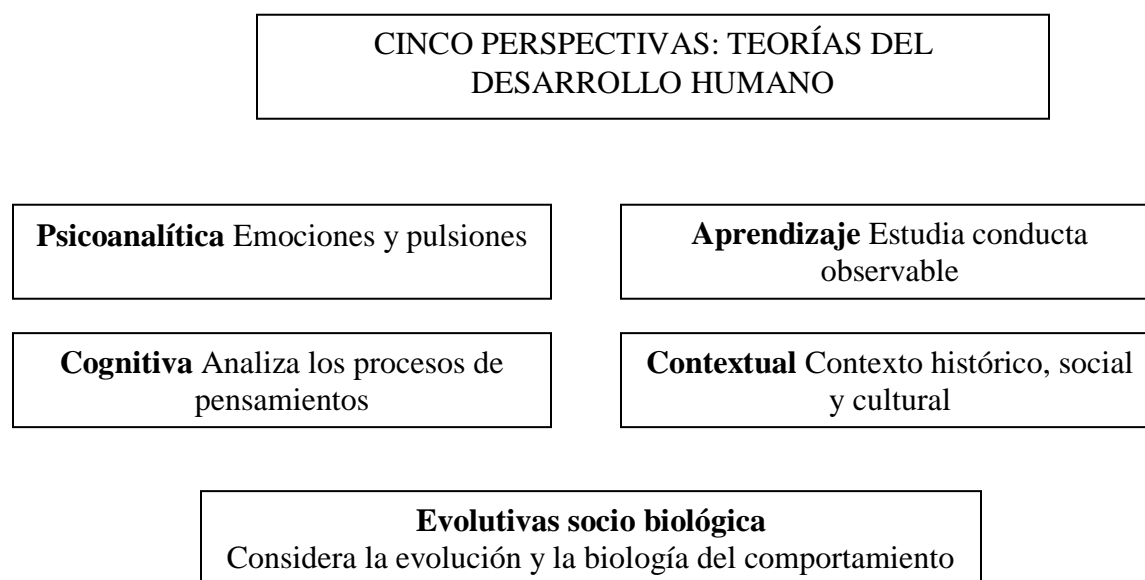 CINCO PERSPECTIVAS: TEORÍAS DEL
DESARROLLO HUMANO
Psicoanalítica Emociones y pulsiones
Aprendizaje Estudia conducta
observable
Cognitiva Analiza los procesos de
pensamientos
Contextual Contexto histórico, social
y cultural
Evolutivas socio biológica
Considera la evolución y la biología del comportamiento